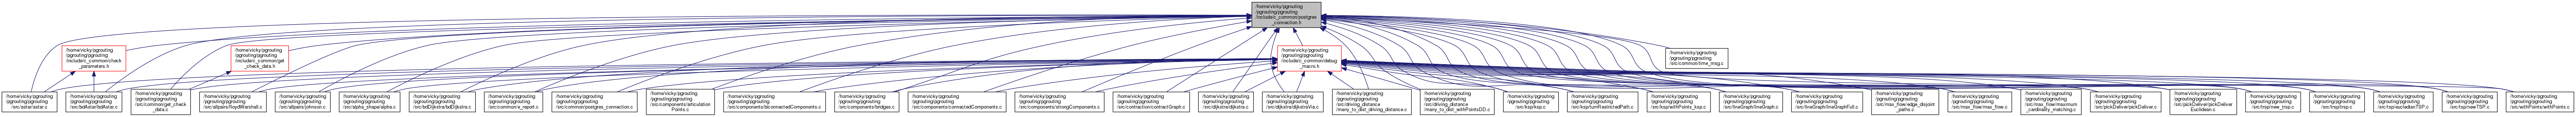 /home/vicky/pgrouting
/pgrouting/pgrouting
/include/c_common/postgres
_connection.h
/home/vicky/pgrouting
/pgrouting/pgrouting
/include/c_common/check
_parameters.h
/home/vicky/pgrouting
/pgrouting/pgrouting
/include/c_common/get
_check_data.h
/home/vicky/pgrouting
/pgrouting/pgrouting
/include/c_common/debug
_macro.h
/home/vicky/pgrouting
/pgrouting/pgrouting
/src/common/time_msg.c
/home/vicky/pgrouting
/pgrouting/pgrouting
/src/astar/astar.c
/home/vicky/pgrouting
/pgrouting/pgrouting
/src/bdAstar/bdAstar.c
/home/vicky/pgrouting
/pgrouting/pgrouting
/src/common/get_check
_data.c
/home/vicky/pgrouting
/pgrouting/pgrouting
/src/allpairs/floydWarshall.c
/home/vicky/pgrouting
/pgrouting/pgrouting
/src/allpairs/johnson.c
/home/vicky/pgrouting
/pgrouting/pgrouting
/src/alpha_shape/alpha.c
/home/vicky/pgrouting
/pgrouting/pgrouting
/src/bdDijkstra/bdDijkstra.c
/home/vicky/pgrouting
/pgrouting/pgrouting
/src/common/e_report.c
/home/vicky/pgrouting
/pgrouting/pgrouting
/src/common/postgres_connection.c
/home/vicky/pgrouting
/pgrouting/pgrouting
/src/components/articulation
Points.c
/home/vicky/pgrouting
/pgrouting/pgrouting
/src/components/biconnectedComponents.c
/home/vicky/pgrouting
/pgrouting/pgrouting
/src/components/bridges.c
/home/vicky/pgrouting
/pgrouting/pgrouting
/src/components/connectedComponents.c
/home/vicky/pgrouting
/pgrouting/pgrouting
/src/components/strongComponents.c
/home/vicky/pgrouting
/pgrouting/pgrouting
/src/contraction/contractGraph.c
/home/vicky/pgrouting
/pgrouting/pgrouting
/src/dijkstra/dijkstra.c
/home/vicky/pgrouting
/pgrouting/pgrouting
/src/dijkstra/dijkstraVia.c
/home/vicky/pgrouting
/pgrouting/pgrouting
/src/driving_distance
/many_to_dist_driving_distance.c
/home/vicky/pgrouting
/pgrouting/pgrouting
/src/driving_distance
/many_to_dist_withPointsDD.c
/home/vicky/pgrouting
/pgrouting/pgrouting
/src/ksp/ksp.c
/home/vicky/pgrouting
/pgrouting/pgrouting
/src/ksp/turnRestrictedPath.c
/home/vicky/pgrouting
/pgrouting/pgrouting
/src/ksp/withPoints_ksp.c
/home/vicky/pgrouting
/pgrouting/pgrouting
/src/lineGraph/lineGraph.c
/home/vicky/pgrouting
/pgrouting/pgrouting
/src/lineGraph/lineGraphFull.c
/home/vicky/pgrouting
/pgrouting/pgrouting
/src/max_flow/edge_disjoint
_paths.c
/home/vicky/pgrouting
/pgrouting/pgrouting
/src/max_flow/max_flow.c
/home/vicky/pgrouting
/pgrouting/pgrouting
/src/max_flow/maximum
_cardinality_matching.c
/home/vicky/pgrouting
/pgrouting/pgrouting
/src/pickDeliver/pickDeliver.c
/home/vicky/pgrouting
/pgrouting/pgrouting
/src/pickDeliver/pickDeliver
Euclidean.c
/home/vicky/pgrouting
/pgrouting/pgrouting
/src/trsp/new_trsp.c
/home/vicky/pgrouting
/pgrouting/pgrouting
/src/trsp/trsp.c
/home/vicky/pgrouting
/pgrouting/pgrouting
/src/tsp/euclideanTSP.c
/home/vicky/pgrouting
/pgrouting/pgrouting
/src/tsp/newTSP.c
/home/vicky/pgrouting
/pgrouting/pgrouting
/src/withPoints/withPoints.c